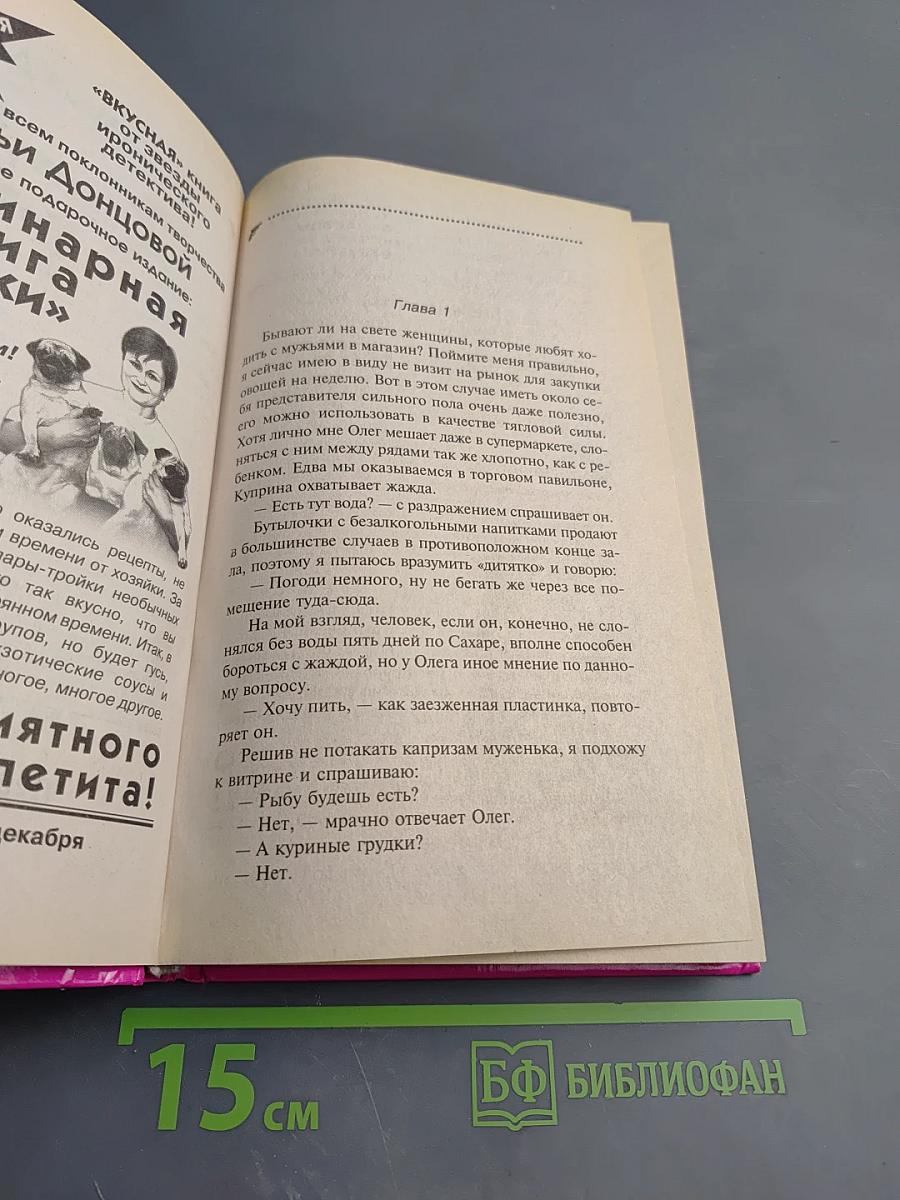 «ВКУСНАЯ» книга
от звезды
иронического
детектива!
всем поклонникам творчества
ьи Донцовой
е подарочное издание:
инарная
ига
ки»
и!
о оказались рецепты, не
и времени от хозяйки. За
пары-тройки необычных
о так вкусно, что вы
оянном времени. Итак, в
супов, но будет гусь,
зотические соусы и
ногое, многое другое.
иятного
петита!
декабря
Глава 1
Бывают ли на свете женщины, которые любят хо-
дить с мужьями в магазин? Поймите меня правильно,
я сейчас имею в виду не визит на рынок для закупки
овощей на неделю. Вот в этом случае иметь около се-
бя представителя сильного пола очень даже полезно,
его можно использовать в качестве тягловой силы.
Хотя лично мне Олег мешает даже в супермаркете, сло-
няться с ним между рядами так же хлопотно, как с ре-
бенком. Едва мы оказываемся в торговом павильоне,
Куприна охватывает жажда.
— Есть тут вода? — с раздражением спрашивает он.
Бутылочки с безалкогольными напитками продают
в большинстве случаев в противоположном конце за-
ла, поэтому я пытаюсь вразумить «дитятко» и говорю:
— Погоди немного, ну не бегать же через все по-
мещение туда-сюда.
На мой взгляд, человек, если он, конечно, не сло-
нялся без воды пять дней по Сахаре, вполне способен
бороться с жаждой, но у Олега иное мнение по данно-
му вопросу.
— Хочу пить, — как заезженная пластинка, повто-
ряет он.
Решив не потакать капризам муженька, я подхожу
к витрине и спрашиваю:
— Рыбу будешь есть?
— Нет, — мрачно отвечает Олег.
— А куриные грудки?
— Нет.
15 см
БФ БИБЛИОФАН